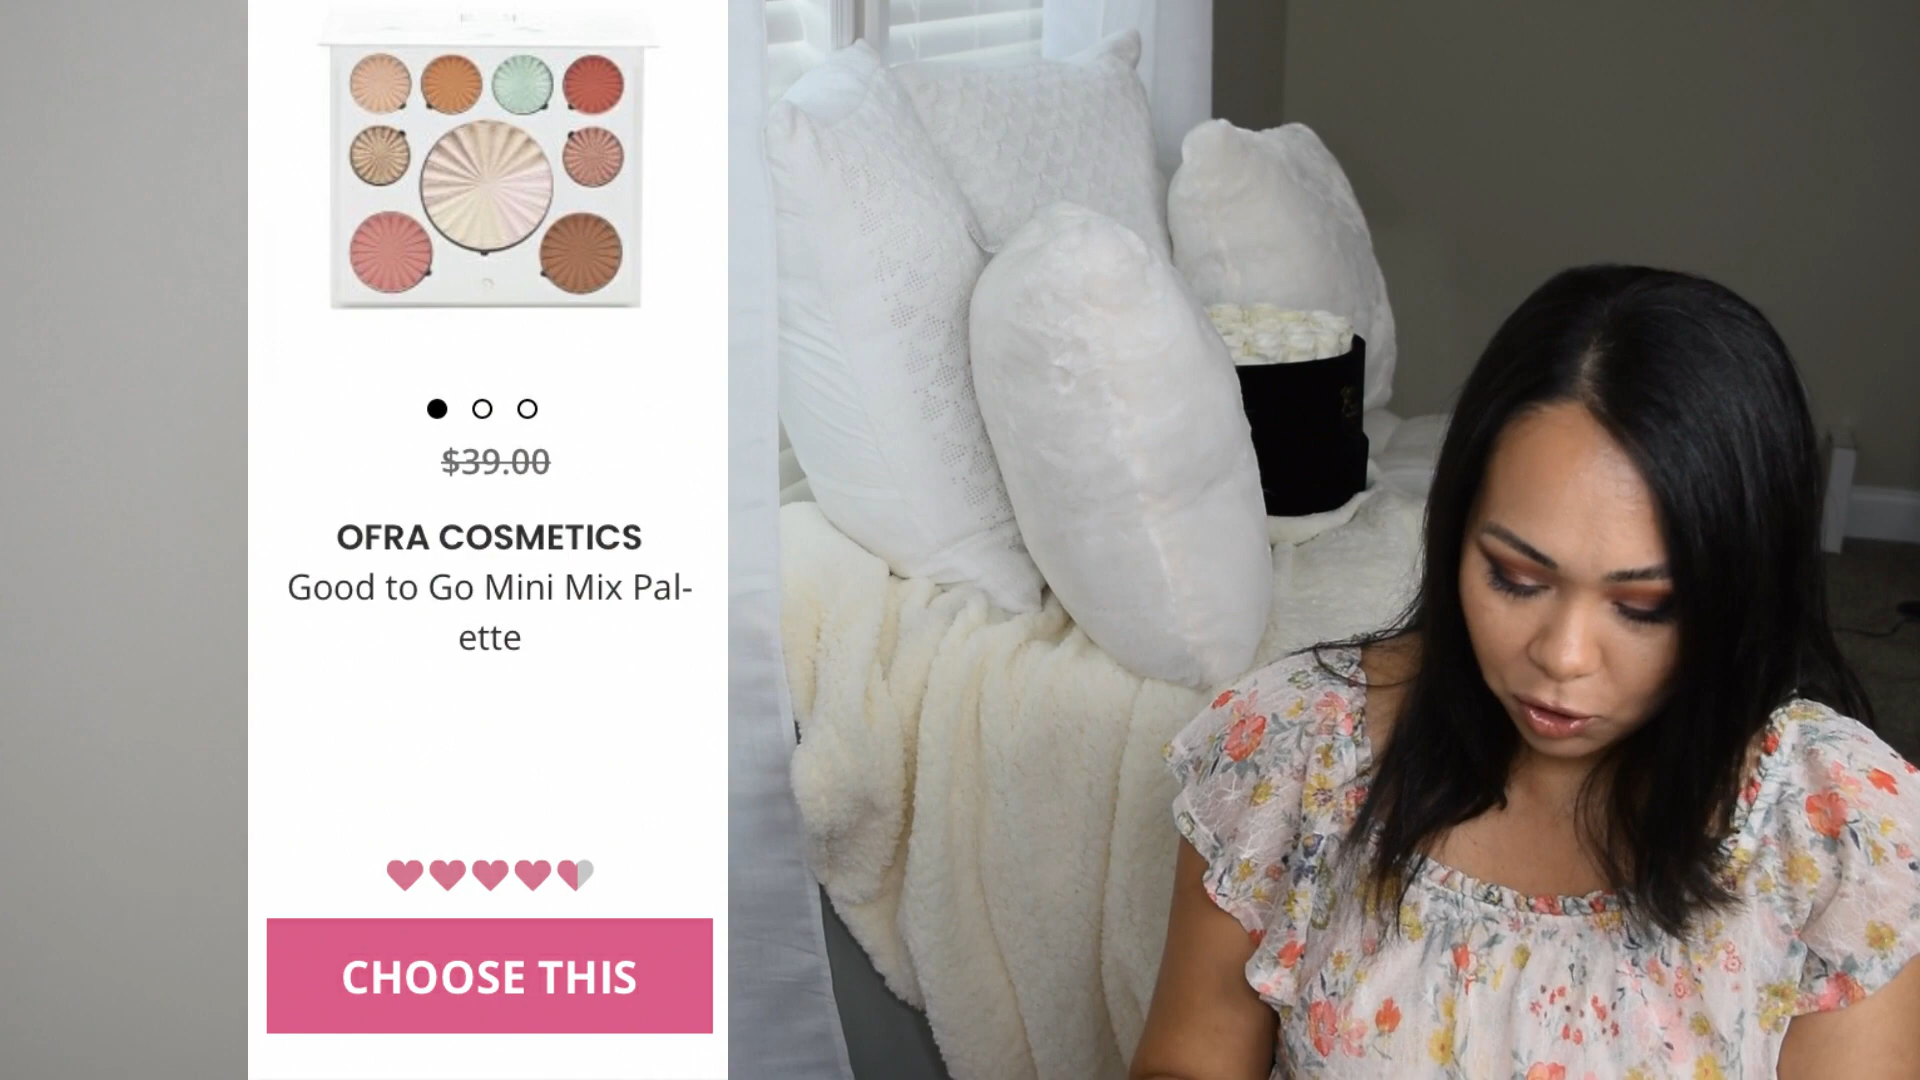 $39.00
OFRA COSMETICS
Good to Go Mini Mix Pal-
ette
CHOOSE THIS